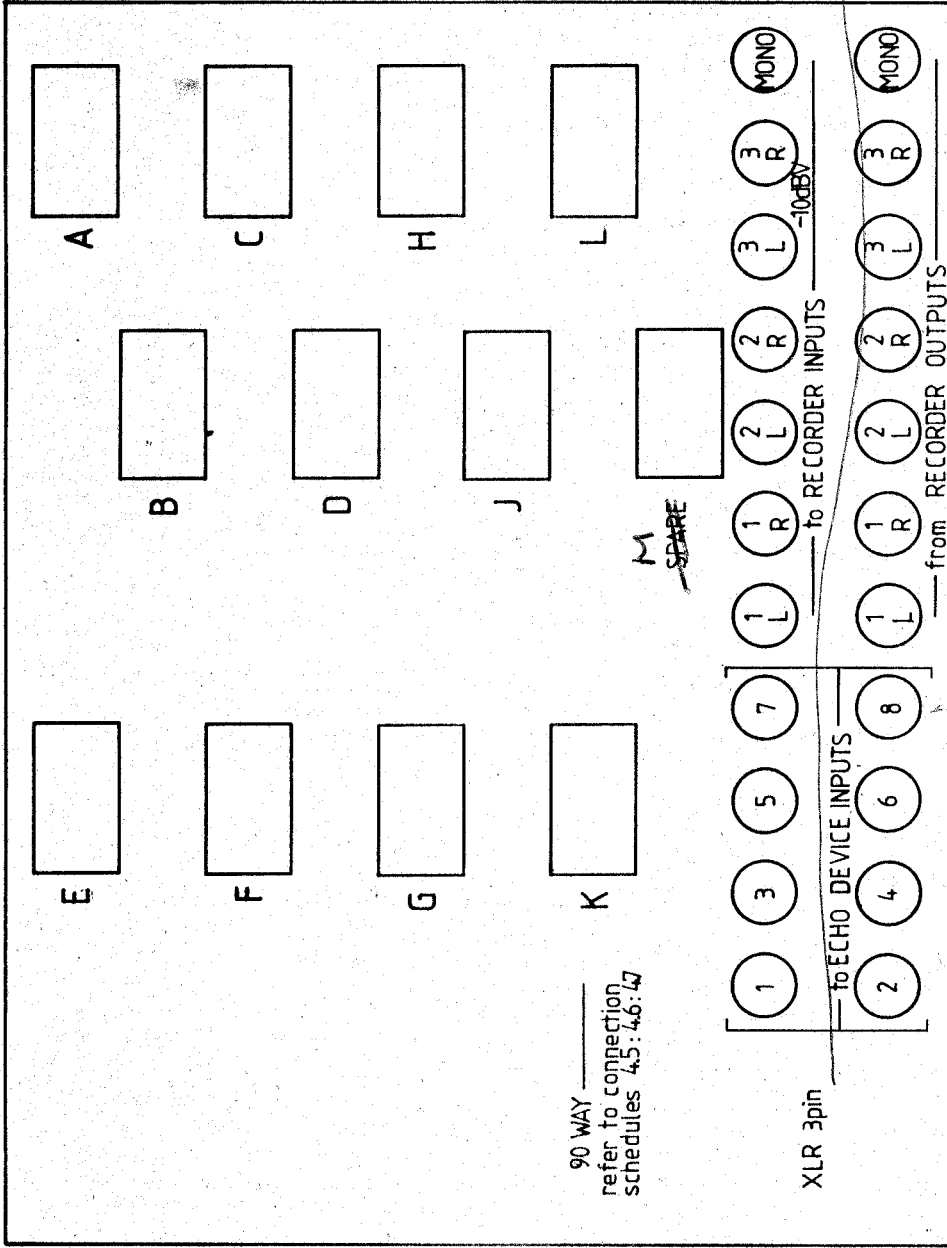 A
C
H
L
B
D
J
M
SPARE
E
F
G
K
90 WAY
refer to connection
schedules 4.5: 4.6: 4.7
XLR 3pin
1 3 5 7
to ECHO DEVICE INPUTS
2 4 6 8
1 L
1 R
2 L
2 R
3 L
3 R
MONO
-10dBV
to RECORDER INPUTS
1 L
1 R
2 L
2 R
3 L
3 R
MONO
from RECORDER OUTPUTS